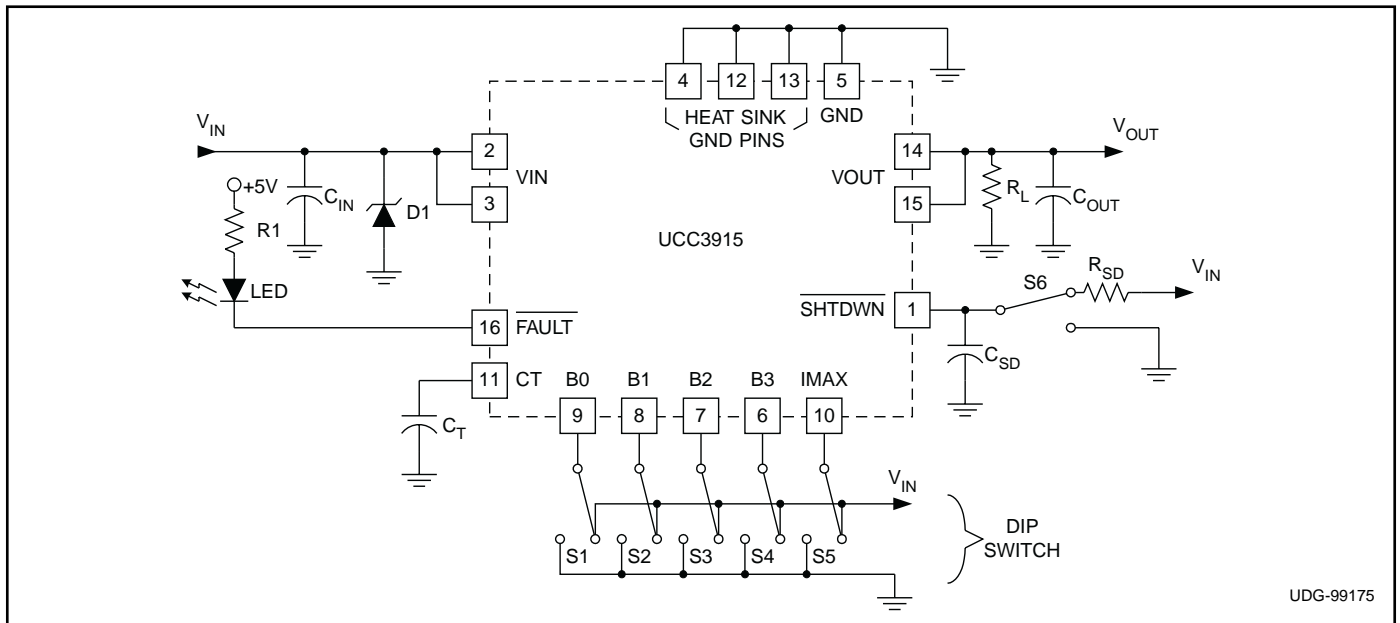 4 12 13 5
HEAT SINK GND
GND PINS
V_IN
V_OUT
2 14
VIN VOUT
+5V
C_IN
D1
3 15
R_L
C_OUT
R1
UCC3915
LED
SHTDWN 1
S6
R_SD
V_IN
16 FAULT
C_SD
11 CT
C_T
B0 B1 B2 B3 IMAX
9 8 7 6 10
V_IN
S1 S2 S3 S4 S5
DIP
SWITCH
UDG-99175